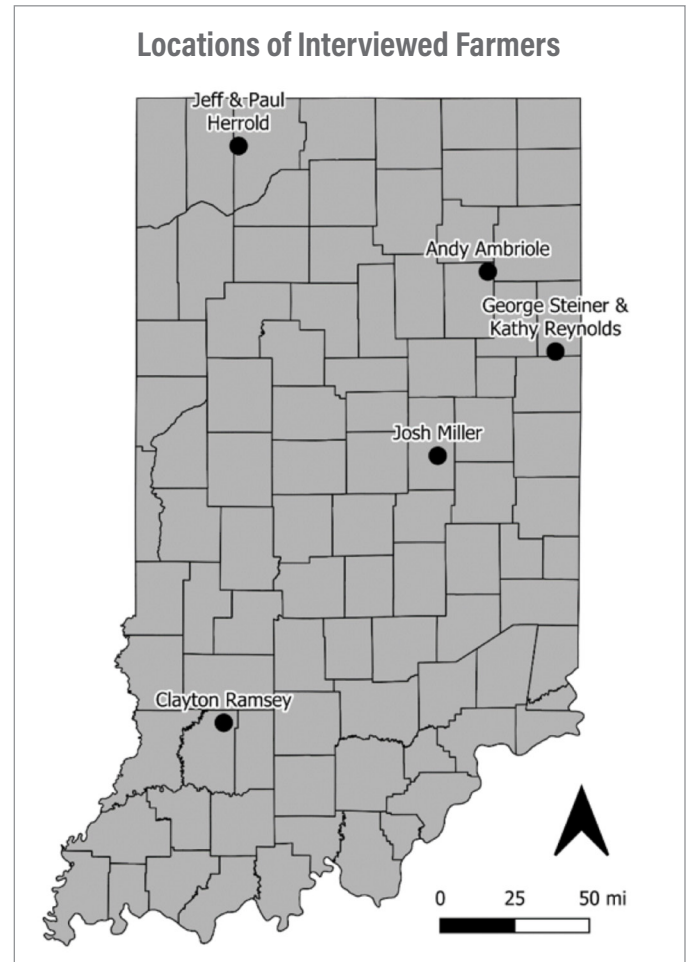 Locations of Interviewed Farmers
Jeff & Paul
Herrold
Andy Ambriole
George Steiner &
Kathy Reynolds
Josh Miller
Clayton Ramsey
0 25 50 mi